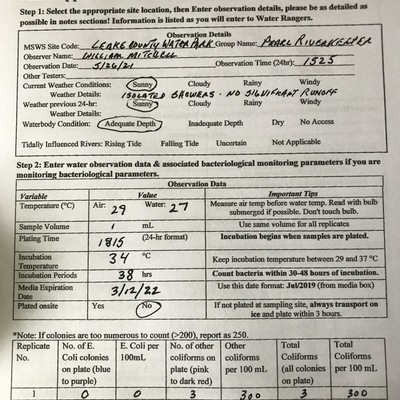 Step 1: Select the appropriate site location, then Enter observation details, please be as detailed as
possible in notes sections! Information is listed as you will enter to Water Rangers.
Observation Details
MSWS Site Code: LEAKE COUNTY WATER PARK Group Name: PEARL RIVERKEEPER
Observer Name: WILLIAM MITCHELL
Observation Date: 5/26/21 Observation Time (24hr): 1525
Other Testers:
Current Weather Conditions: Sunny Cloudy Rainy Windy
Weather Details: ISOLATED SHOWERS - NO SIGNIFICANT RUNOFF
Weather previous 24-hr: Sunny Cloudy Rainy Windy
Weather Details:
Waterbody Condition: Adequate Depth Inadequate Depth Dry No Access
Tidally Influenced Rivers: Rising Tide Falling Tide Uncertain Not Applicable
Step 2: Enter water observation data & associated bacteriological monitoring parameters if you are
monitoring bacteriological parameters.
Observation Data
Variable Value Important Tips
Temperature (°C) Air: 29 Water: 27 Measure air temp before water temp. Read with bulb
submerged if possible. Don't touch bulb.
Sample Volume 1 mL Use same volume for all replicates
Plating Time 1815 (24-hr format) Incubation begins when samples are plated.
Incubation
Temperature 34 °C Keep incubation temperature between 29 and 37 °C
Incubation Periods 38 hrs Count bacteria within 30-48 hours of incubation.
Media Expiration
Date 3/12/22 Use this date format: Jul/2019 (from media box)
Plated onsite Yes No If not plated at sampling site, always transport on
ice and plate within 3 hours.
*Note: If colonies are too numerous to count (>200), report as 250.
Replicate No. of E. E. Coli per No. of other Other Total Total
No. Coli colonies 100mL coliforms on coliforms Coliforms Coliforms
on plate (blue plate (pink per 100 mL (all colonies per 100 mL
to purple) to dark red) on plate)
1 0 0 3 300 3 300